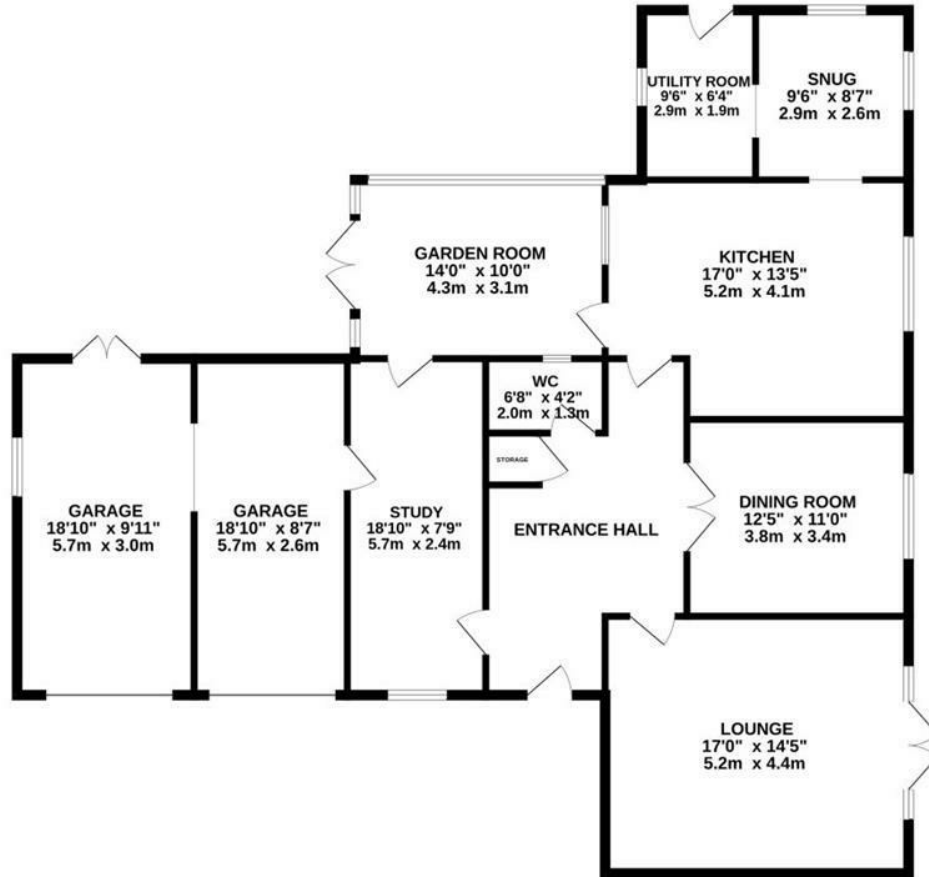 UTILITY ROOM
9'6" x 6'4"
2.9m x 1.9m
SNUG
9'6" x 8'7"
2.9m x 2.6m
GARDEN ROOM
14'0" x 10'0"
4.3m x 3.1m
KITCHEN
17'0" x 13'5"
5.2m x 4.1m
WC
6'8" x 4'2"
2.0m x 1.3m
STORAGE
GARAGE
18'10" x 9'11"
5.7m x 3.0m
GARAGE
18'10" x 8'7"
5.7m x 2.6m
STUDY
18'10" x 7'9"
5.7m x 2.4m
ENTRANCE HALL
DINING ROOM
12'5" x 11'0"
3.8m x 3.4m
LOUNGE
17'0" x 14'5"
5.2m x 4.4m